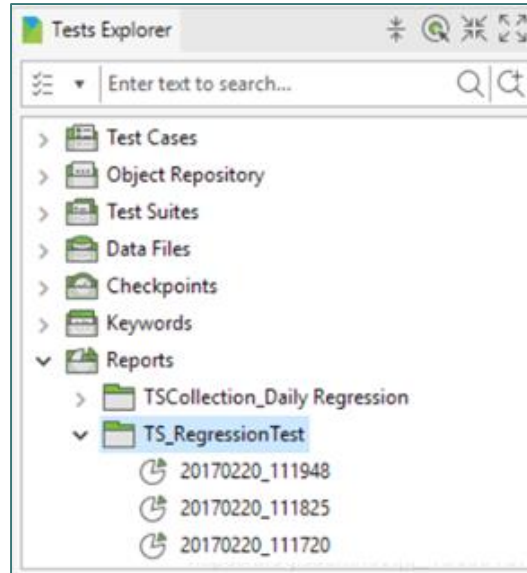 Tests Explorer
Enter text to search...
Test Cases
Object Repository
Test Suites
Data Files
Checkpoints
Keywords
Reports
TSCollection_Daily Regression
TS_RegressionTest
20170220_111948
20170220_111825
20170220_111720